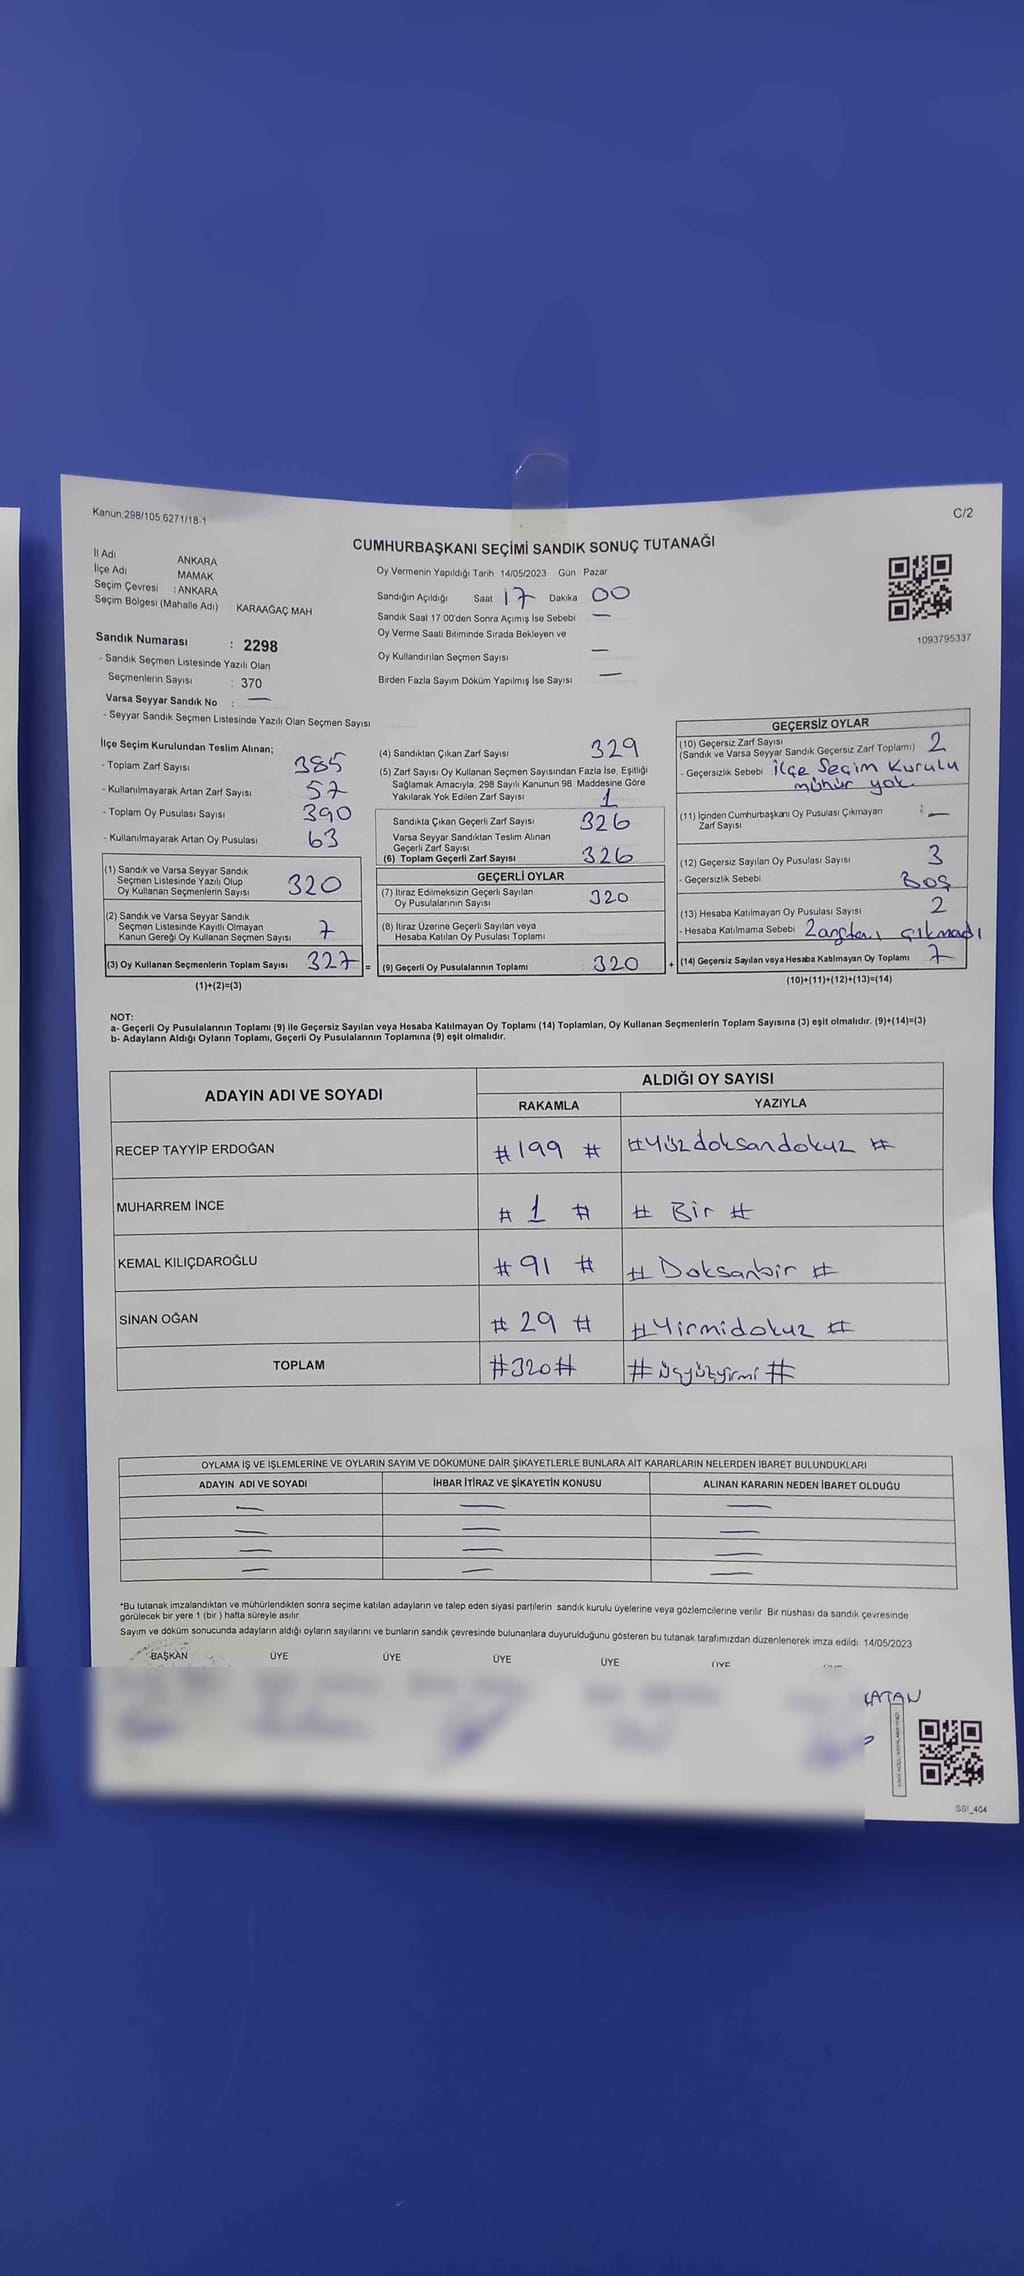 Kanun:298/105,6271/18-1
C/2
CUMHURBAŞKANI SEÇİMİ SANDIK SONUÇ TUTANAĞI
İl Adı ANKARA
İlçe Adı MAMAK
Seçim Çevresi : ANKARA
Seçim Bölgesi (Mahalle Adı) KARAAĞAÇ MAH
Sandık Numarası : 2298
- Sandık Seçmen Listesinde Yazılı Olan
Seçmenlerin Sayısı : 370
Varsa Seyyar Sandık No : —
- Seyyar Sandık Seçmen Listesinde Yazılı Olan Seçmen Sayısı
Oy Vermenin Yapıldığı Tarih 14/05/2023 Gün Pazar
Sandığın Açıldığı Saat 17 Dakika 00
Sandık Saat 17.00'den Sonra Açımış İse Sebebi —
Oy Verme Saati Bitiminde Sırada Bekleyen ve
Oy Kullandırılan Seçmen Sayısı —
Birden Fazla Sayım Döküm Yapılmış İse Sayısı —
1093795337
İlçe Seçim Kurulundan Teslim Alınan;
- Toplam Zarf Sayısı 385
- Kullanılmayarak Artan Zarf Sayısı 57
- Toplam Oy Pusulası Sayısı 390
- Kullanılmayarak Artan Oy Pusulası 63
(1) Sandık ve Varsa Seyyar Sandık
Seçmen Listesinde Yazılı Olup
Oy Kullanan Seçmenlerin Sayısı 320
(2) Sandık ve Varsa Seyyar Sandık
Seçmen Listesinde Kayıtlı Olmayan
Kanun Gereği Oy Kullanan Seçmen Sayısı 7
(3) Oy Kullanan Seçmenlerin Toplam Sayısı 327 =
(1)+(2)=(3)
(4) Sandıktan Çıkan Zarf Sayısı 329
(5) Zarf Sayısı Oy Kullanan Seçmen Sayısından Fazla İse, Eşitliği
Sağlamak Amacıyla, 298 Sayılı Kanunun 98. Maddesine Göre
Yakılarak Yok Edilen Zarf Sayısı 1
Sandıkta Çıkan Geçerli Zarf Sayısı 326
Varsa Seyyar Sandıktan Teslim Alınan
Geçerli Zarf Sayısı
(6) Toplam Geçerli Zarf Sayısı 326
GEÇERLİ OYLAR
(7) İtiraz Edilmeksizin Geçerli Sayılan
Oy Pusulalarının Sayısı 320
(8) İtiraz Üzerine Geçerli Sayılan veya
Hesaba Katılan Oy Pusulası Toplamı
(9) Geçerli Oy Pusulalarının Toplamı : 320 +
GEÇERSİZ OYLAR
(10) Geçersiz Zarf Sayısı
(Sandık ve Varsa Seyyar Sandık Geçersiz Zarf Toplamı) 2
- Geçersizlik Sebebi İlçe Seçim Kurulu
mühür yok.
(11) İçinden Cumhurbaşkanı Oy Pusulası Çıkmayan
Zarf Sayısı : —
(12) Geçersiz Sayılan Oy Pusulası Sayısı 3
- Geçersizlik Sebebi Boş
(13) Hesaba Katılmayan Oy Pusulası Sayısı 2
- Hesaba Katılmama Sebebi çıkmadı
(14) Geçersiz Sayılan veya Hesaba Katılmayan Oy Toplamı 7
(10)+(11)+(12)+(13)=(14)
NOT:
a- Geçerli Oy Pusulalarının Toplamı (9) ile Geçersiz Sayılan veya Hesaba Katılmayan Oy Toplamı (14) Toplamları, Oy Kullanan Seçmenlerin Toplam Sayısına (3) eşit olmalıdır. (9)+(14)=(3)
b- Adayların Aldığı Oyların Toplamı, Geçerli Oy Pusulalarının Toplamına (9) eşit olmalıdır.
ADAYIN ADI VE SOYADI ALDIĞI OY SAYISI
RAKAMLA YAZIYLA
RECEP TAYYİP ERDOĞAN # 199 # # Yüzdoksandokuz #
MUHARREM İNCE # 1 # # Bir #
KEMAL KILIÇDAROĞLU # 91 # # Doksanbir #
SİNAN OĞAN # 29 # # Yirmidokuz #
TOPLAM #320# # üçyüzyirmi #
OYLAMA İŞ VE İŞLEMLERİNE VE OYLARIN SAYIM VE DÖKÜMÜNE DAİR ŞİKAYETLERLE BUNLARA AİT KARARLARIN NELERDEN İBARET BULUNDUKLARI
ADAYIN ADI VE SOYADI İHBAR İTİRAZ VE ŞİKAYETİN KONUSU ALINAN KARARIN NEDEN İBARET OLDUĞU
— — —
— — —
— — —
— — —
*Bu tutanak imzalandıktan ve mühürlendikten sonra seçime katılan adayların ve talep eden siyasi partilerin sandık kurulu üyelerine veya gözlemcilerine verilir. Bir nüshası da sandık çevresinde
görülecek bir yere 1 (bir ) hafta süreyle asılır.
Sayım ve döküm sonucunda adayların aldığı oyların sayılarını ve bunların sandık çevresinde bulunanlara duyurulduğunu gösteren bu tutanak tarafımızdan düzenlenerek imza edildi. 14/05/2023
BAŞKAN ÜYE ÜYE ÜYE ÜYE ÜYE
KATAN
SSI_404